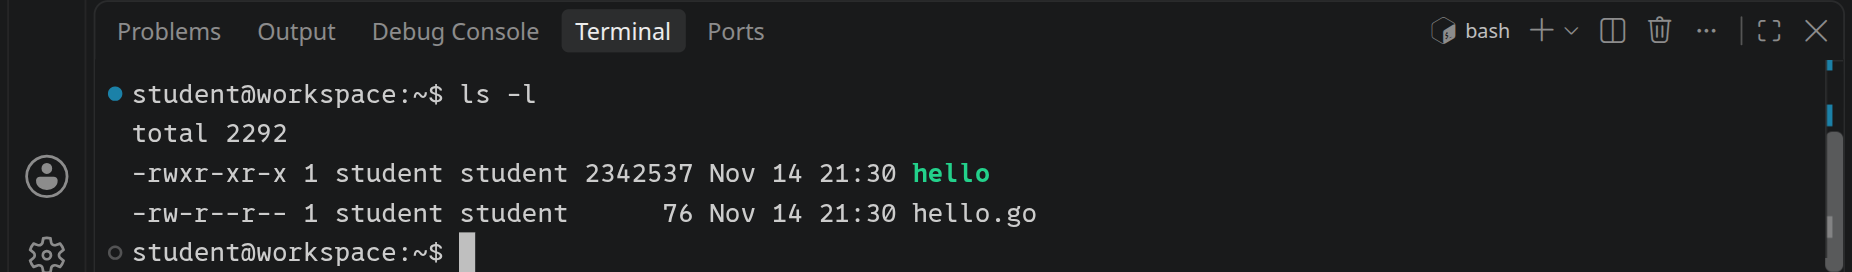 Problems Output Debug Console Terminal Ports bash
student@workspace:~$ ls -l
total 2292
-rwxr-xr-x 1 student student 2342537 Nov 14 21:30 hello
-rw-r--r-- 1 student student      76 Nov 14 21:30 hello.go
student@workspace:~$